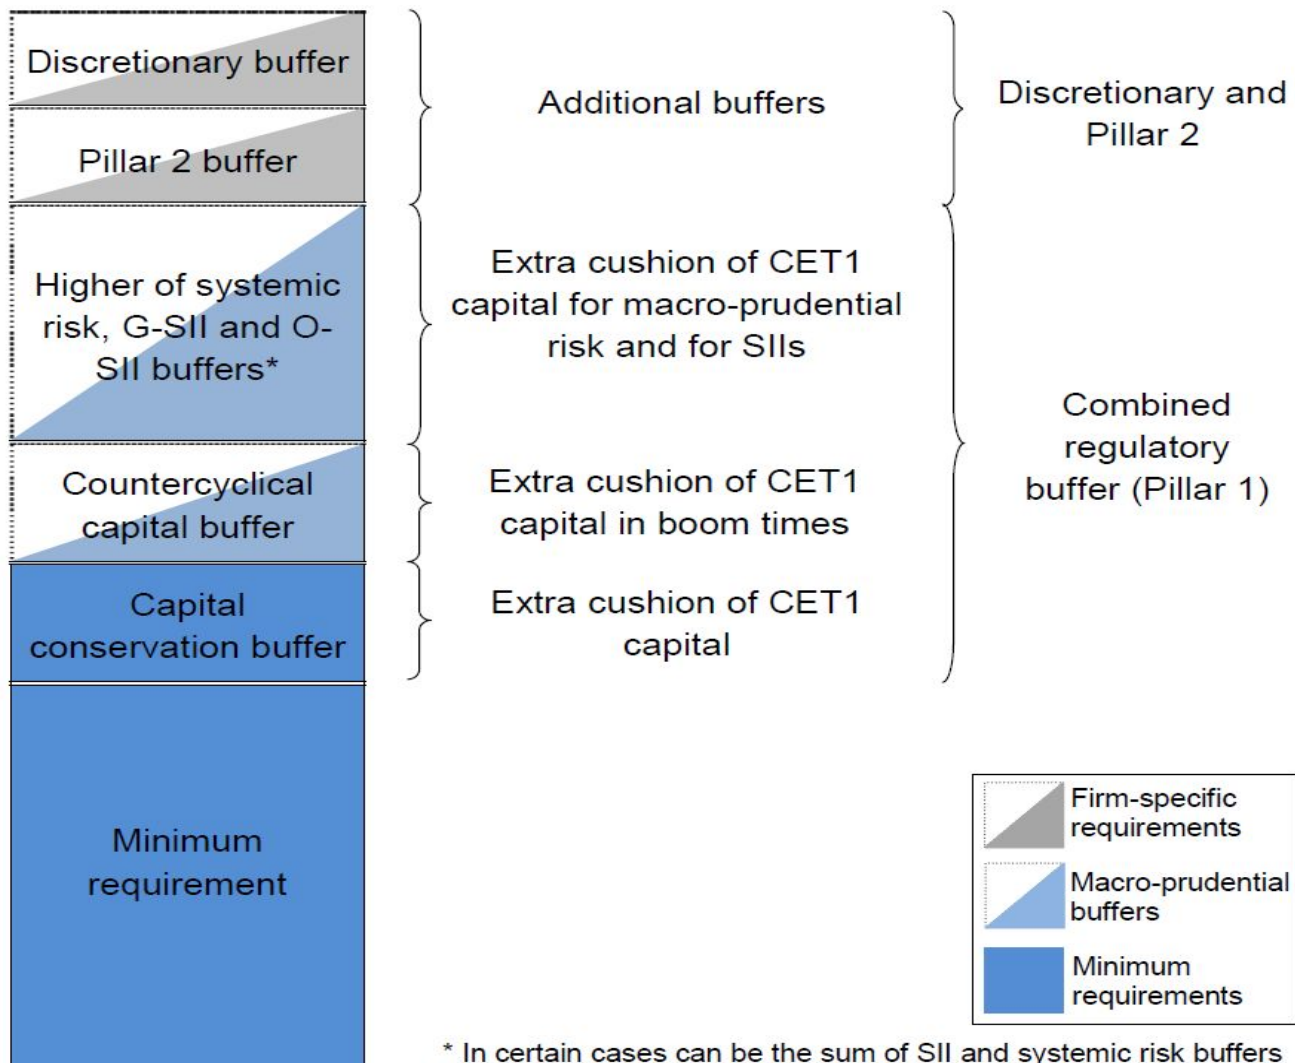 Discretionary buffer
Additional buffers
Discretionary and
Pillar 2
Pillar 2 buffer
Higher of systemic
risk, G-SII and O-
SII buffers*
Extra cushion of CET1
capital for macro-prudential
risk and for SIIs
Combined
regulatory
buffer (Pillar 1)
Countercyclical
capital buffer
Extra cushion of CET1
capital in boom times
Capital
conservation buffer
Extra cushion of CET1
capital
Minimum
requirement
Firm-specific
requirements
Macro-prudential
buffers
Minimum
requirements
* In certain cases can be the sum of SII and systemic risk buffers